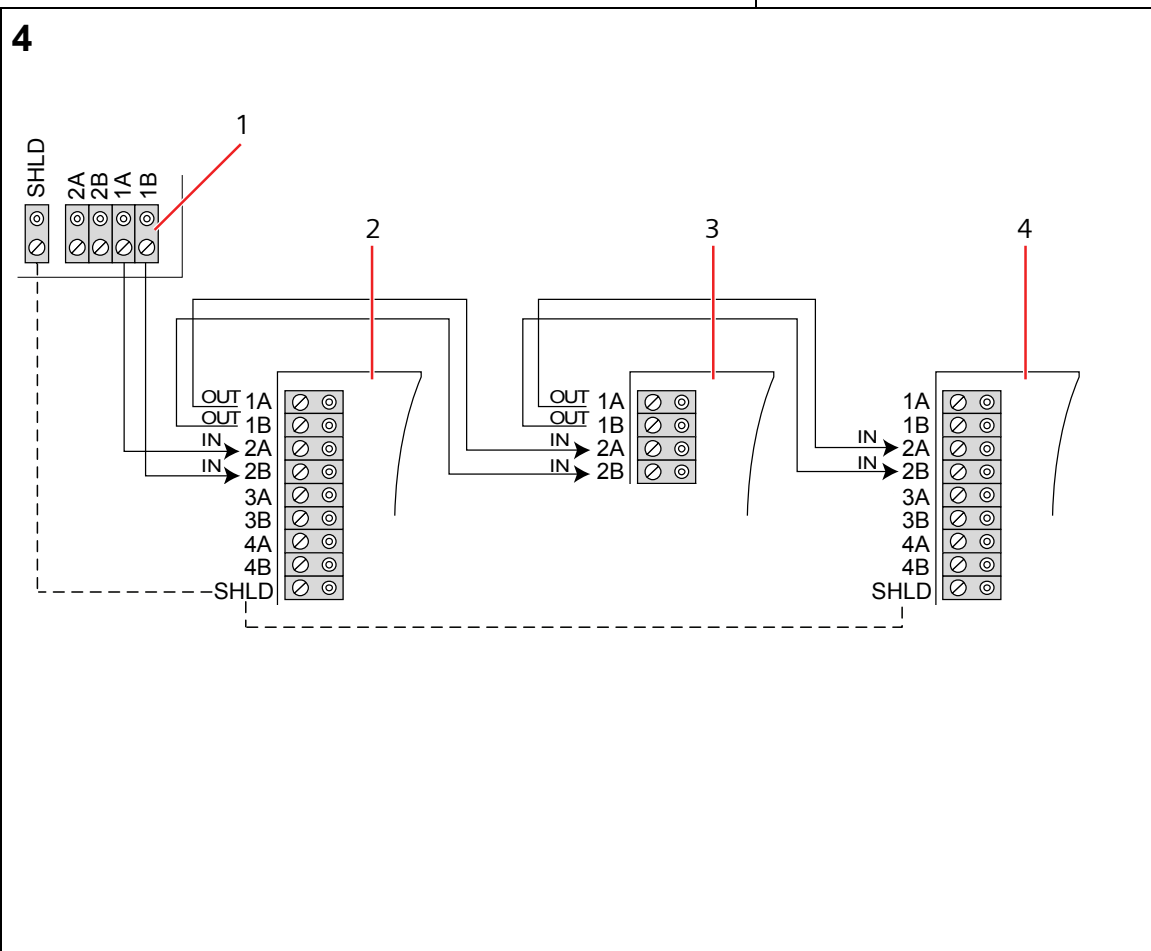 4
1
SHLD
2A
2B
1A
1B
2
3
4
OUT 1A
OUT 1B
IN 2A
IN 2B
3A
3B
4A
4B
SHLD
OUT 1A
OUT 1B
IN 2A
IN 2B
1A
1B
IN 2A
IN 2B
3A
3B
4A
4B
SHLD